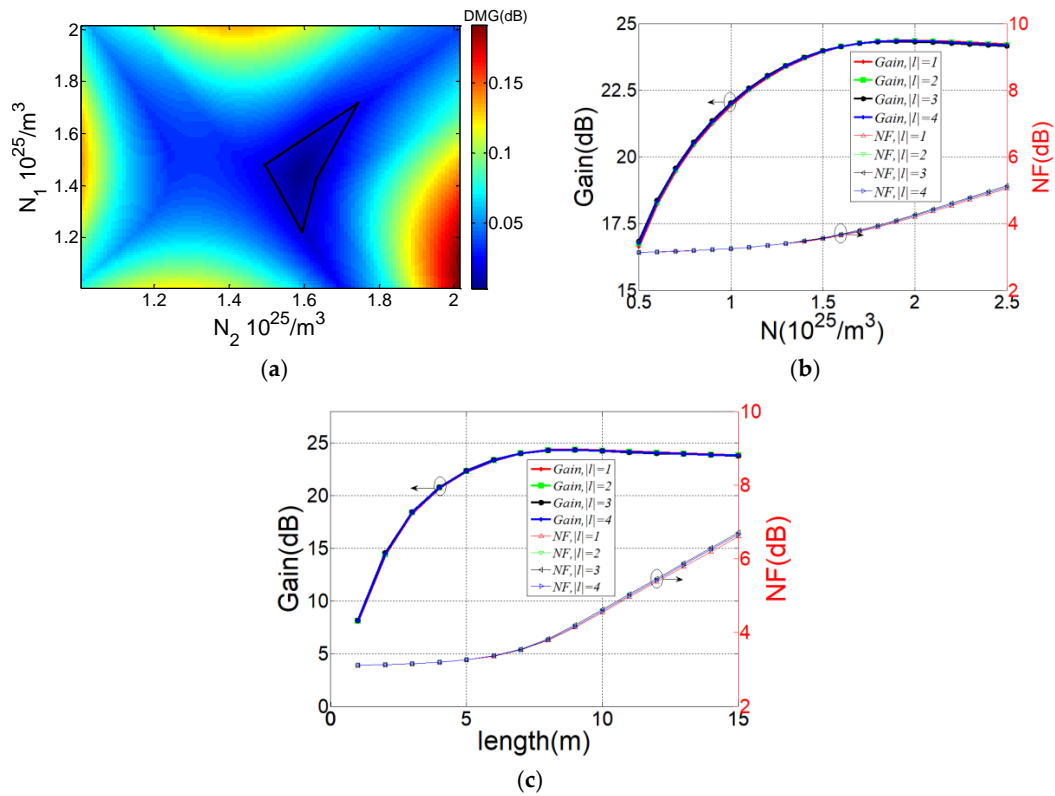 DMG(dB)
2
1.8
1.6
1.4
1.2
N1 10^25/m^3
1.2 1.4 1.6 1.8 2
N2 10^25/m^3
0.15
0.10
0.05
(a)
25
22.5
20
17.5
15
Gain(dB)
Gain,|l|=1
Gain,|l|=2
Gain,|l|=3
Gain,|l|=4
NF,|l|=1
NF,|l|=2
NF,|l|=3
NF,|l|=4
10
8
6
4
2
NF(dB)
0.5 1 1.5 2 2.5
N(10^25/m^3)
(b)
25
20
15
10
5
0
Gain(dB)
Gain,|l|=1
Gain,|l|=2
Gain,|l|=3
Gain,|l|=4
NF,|l|=1
NF,|l|=2
NF,|l|=3
NF,|l|=4
10
8
6
4
2
NF(dB)
0 5 10 15
length(m)
(c)